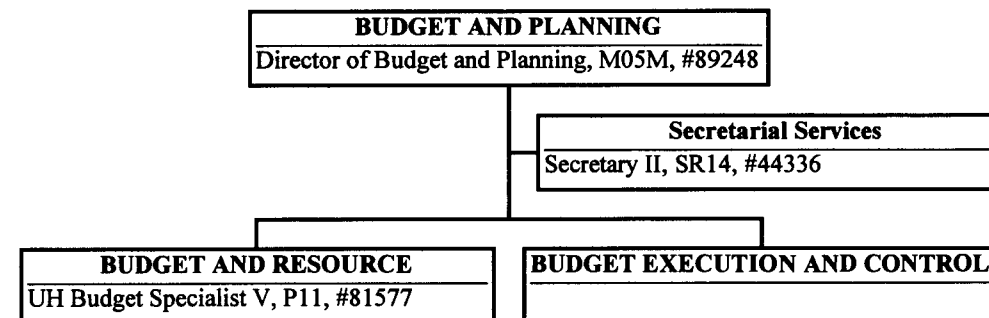 BUDGET AND PLANNING
Director of Budget and Planning, M05M, #89248
Secretarial Services
Secretary II, SR14, #44336
BUDGET AND RESOURCE
UH Budget Specialist V, P11, #81577
BUDGET EXECUTION AND CONTROL